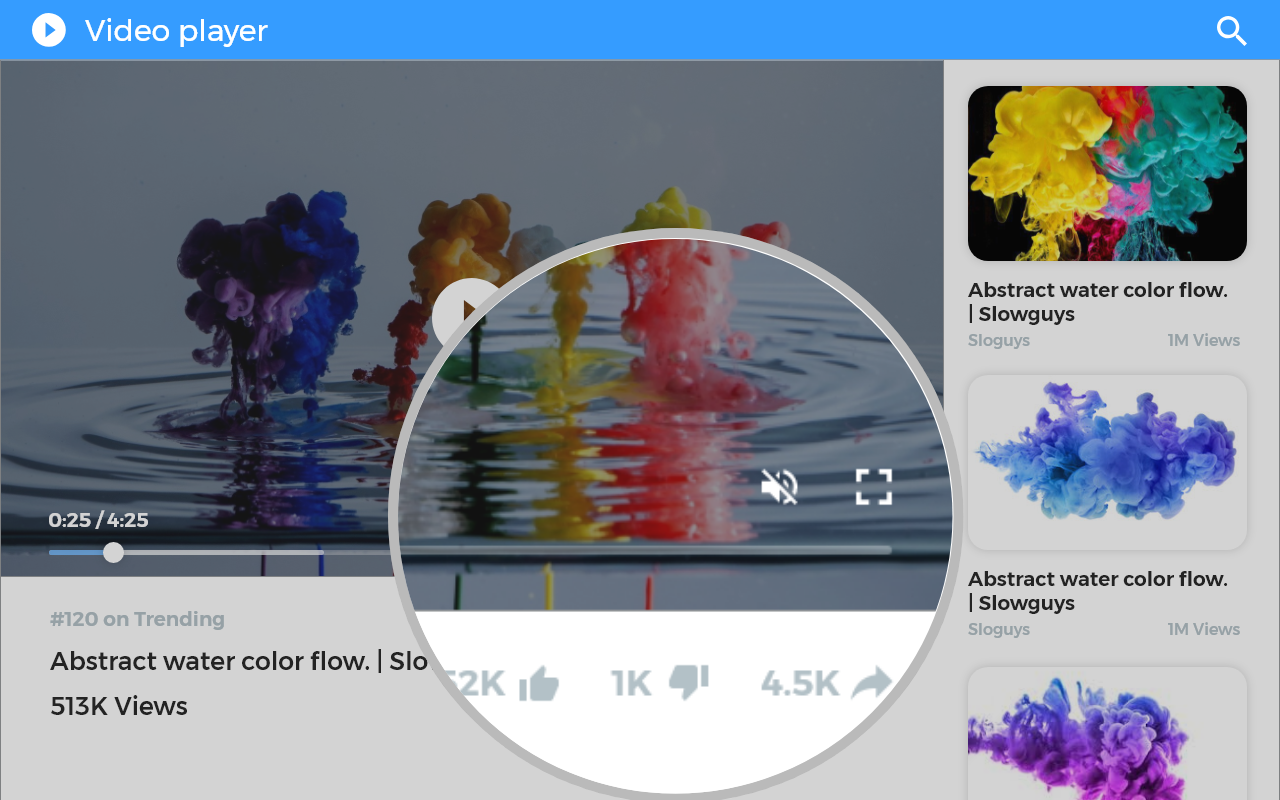 Video player
0:25 / 4:25
#120 on Trending
Abstract water color flow. | Slo
513K Views
52K
1K
4.5K
Abstract water color flow.
| Slowguys
Sloguys 1M Views
Abstract water color flow.
| Slowguys
Sloguys 1M Views